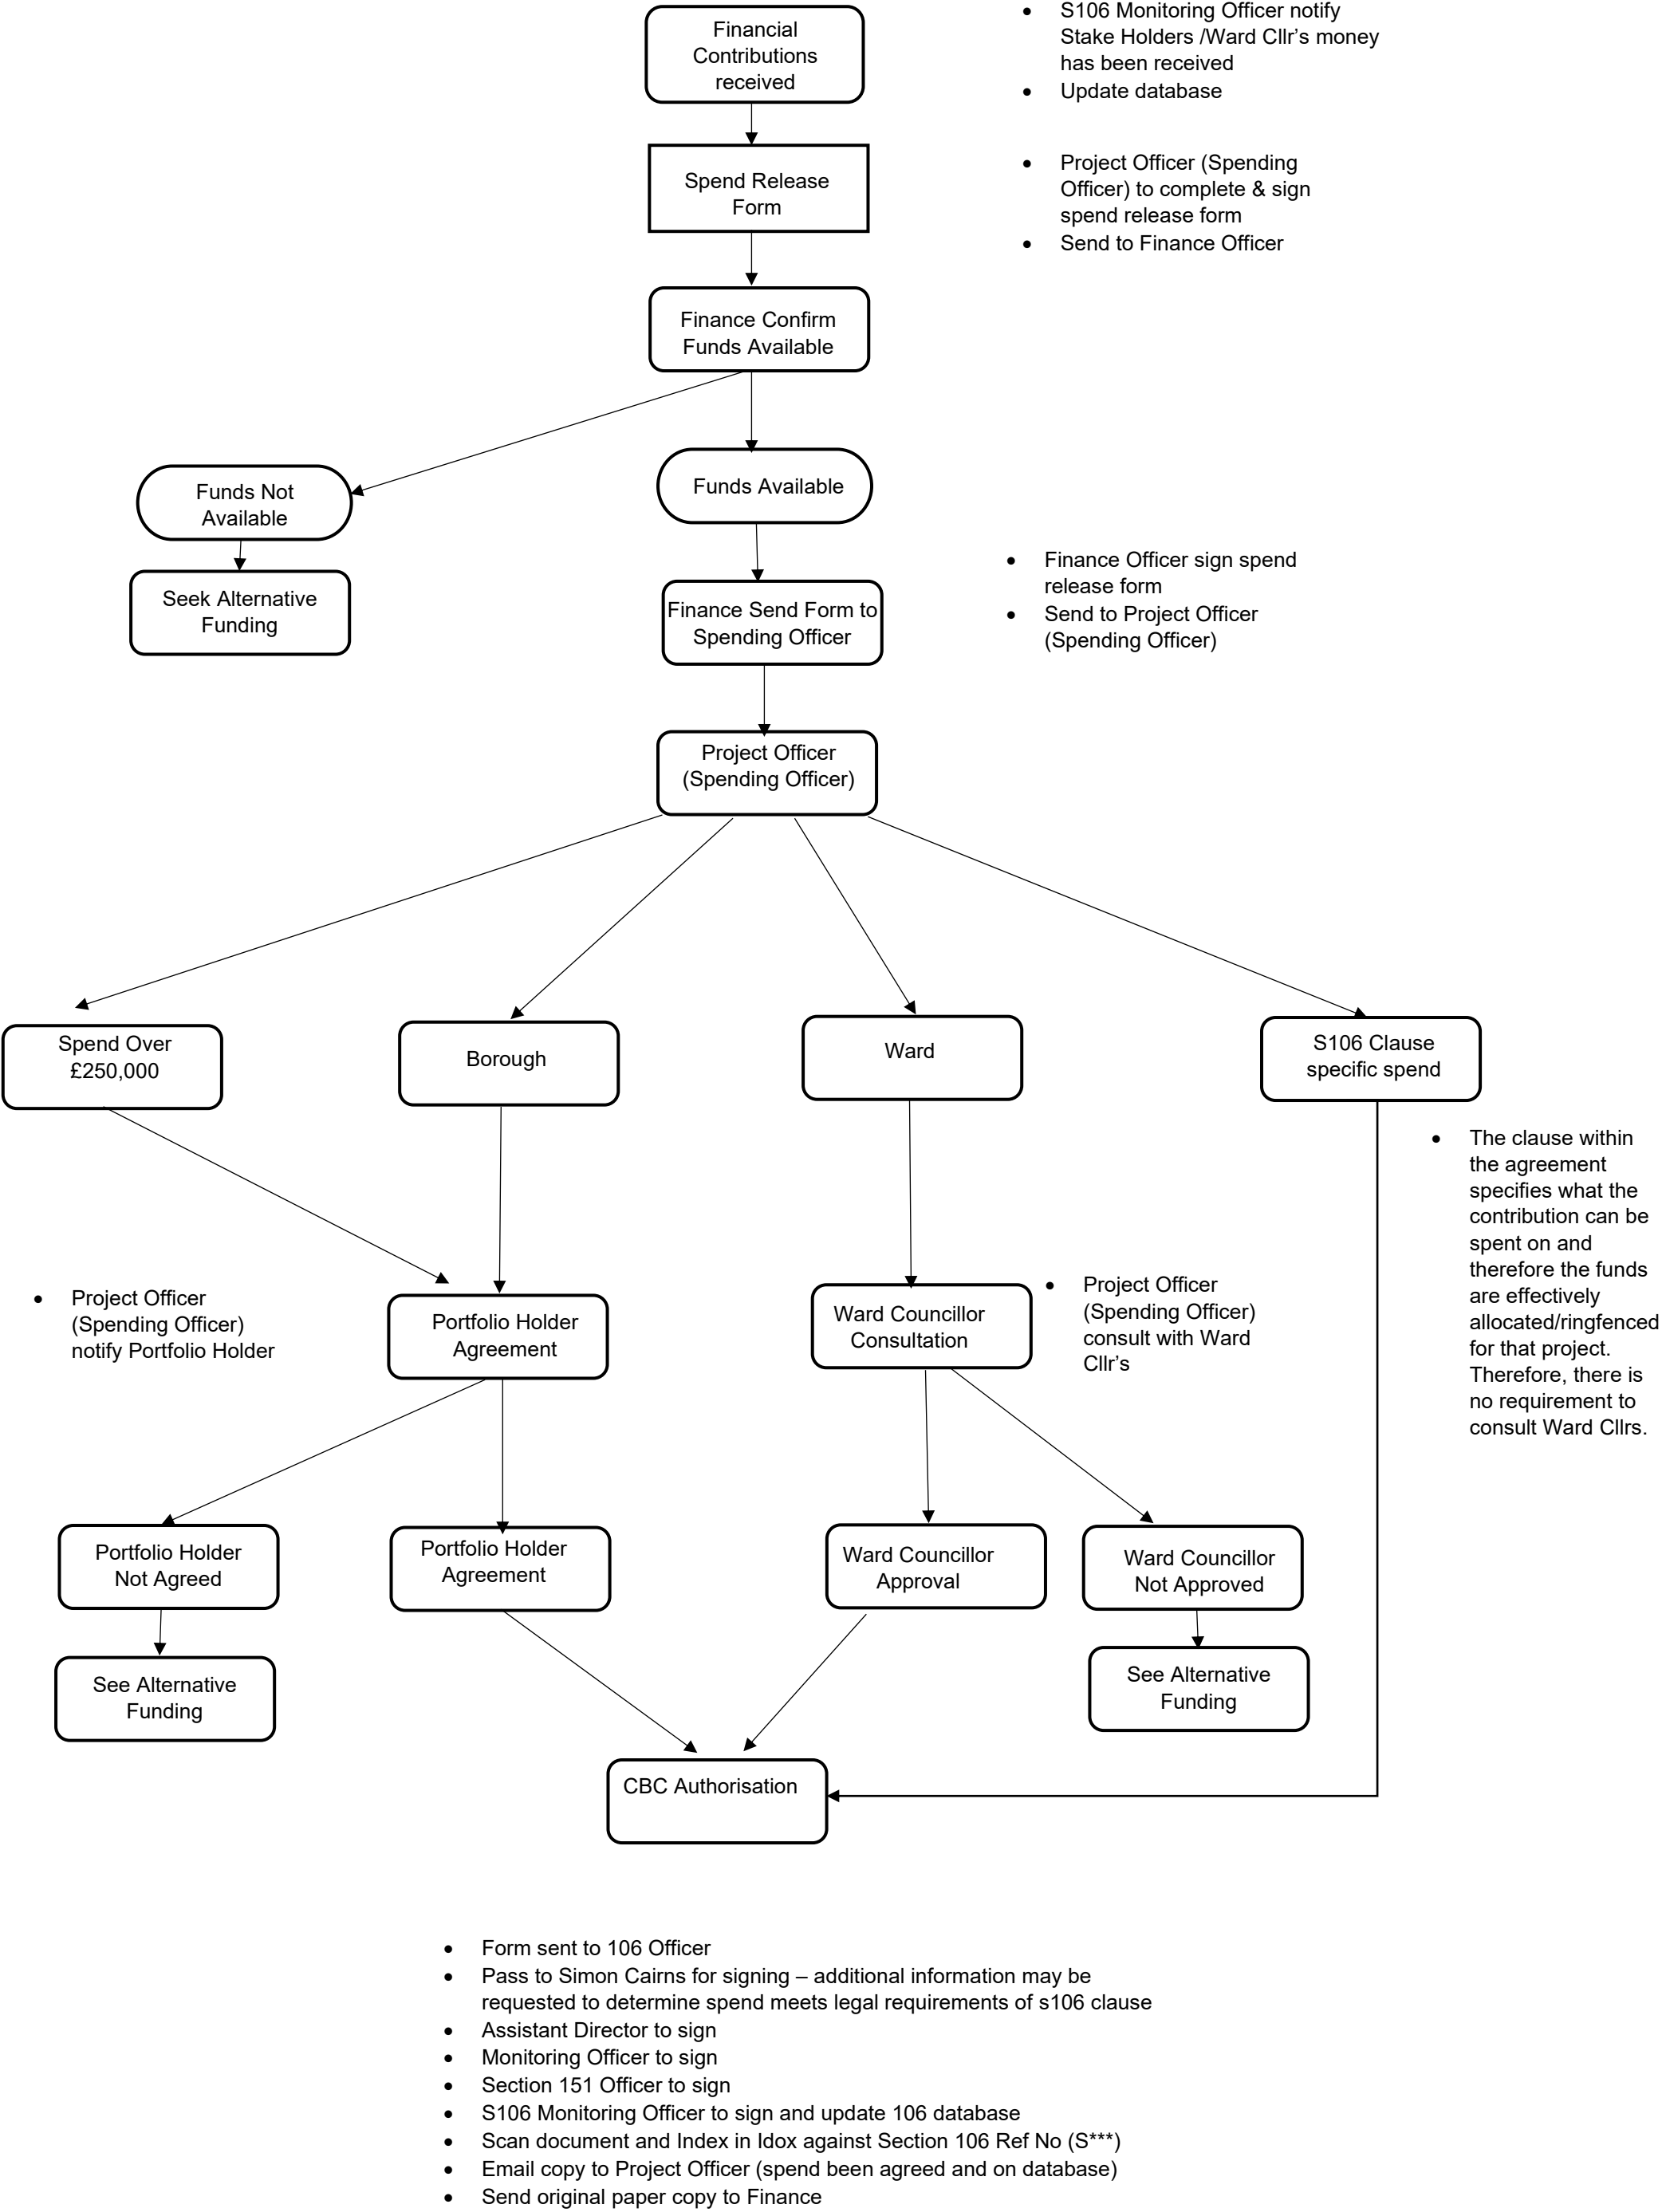 Financial
Contributions
received
• S106 Monitoring Officer notify
Stake Holders /Ward Cllr’s money
has been received
• Update database
Spend Release
Form
• Project Officer (Spending
Officer) to complete & sign
spend release form
• Send to Finance Officer
Finance Confirm
Funds Available
Funds Not
Available
Funds Available
Seek Alternative
Funding
Finance Send Form to
Spending Officer
• Finance Officer sign spend
release form
• Send to Project Officer
(Spending Officer)
Project Officer
(Spending Officer)
Spend Over
£250,000
Borough
Ward
S106 Clause
specific spend
• The clause within
the agreement
specifies what the
contribution can be
spent on and
therefore the funds
are effectively
allocated/ringfenced
for that project.
Therefore, there is
no requirement to
consult Ward Cllrs.
• Project Officer
(Spending Officer)
notify Portfolio Holder
Portfolio Holder
Agreement
Ward Councillor
Consultation
• Project Officer
(Spending Officer)
consult with Ward
Cllr’s
Portfolio Holder
Not Agreed
Portfolio Holder
Agreement
Ward Councillor
Approval
Ward Councillor
Not Approved
See Alternative
Funding
See Alternative
Funding
CBC Authorisation
• Form sent to 106 Officer
• Pass to Simon Cairns for signing – additional information may be
requested to determine spend meets legal requirements of s106 clause
• Assistant Director to sign
• Monitoring Officer to sign
• Section 151 Officer to sign
• S106 Monitoring Officer to sign and update 106 database
• Scan document and Index in Idox against Section 106 Ref No (S***)
• Email copy to Project Officer (spend been agreed and on database)
• Send original paper copy to Finance